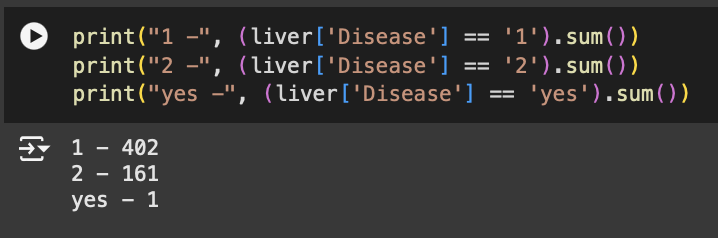 print("1 –", (liver['Disease'] == '1').sum())
print("2 –", (liver['Disease'] == '2').sum())
print("yes –", (liver['Disease'] == 'yes').sum())
1 – 402
2 – 161
yes – 1